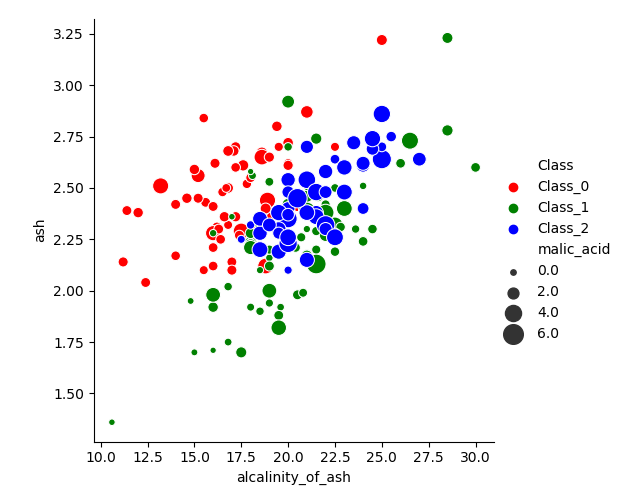 3.25
3.00
2.75
2.50
2.25
2.00
1.75
1.50
ash
10.0 12.5 15.0 17.5 20.0 22.5 25.0 27.5 30.0
alcalinity_of_ash
Class
Class_0
Class_1
Class_2
malic_acid
0.0
2.0
4.0
6.0